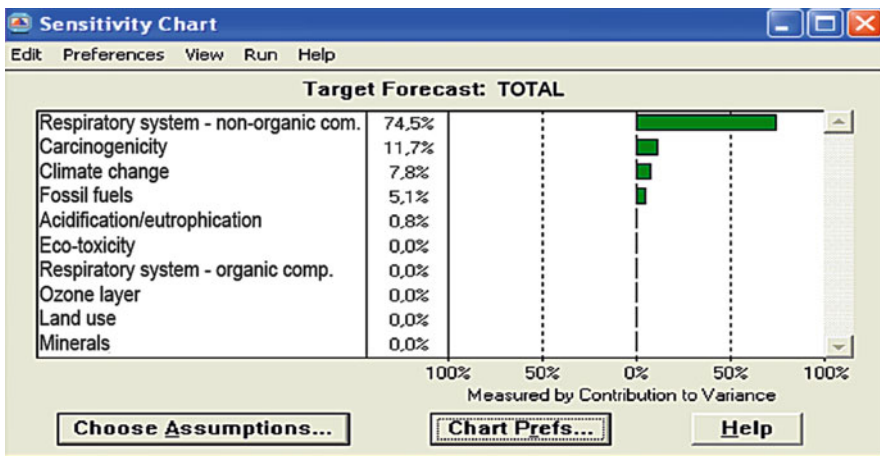 Sensitivity Chart
Edit Preferences View Run Help
Target Forecast: TOTAL
Respiratory system - non-organic com. 74,5%
Carcinogenicity 11,7%
Climate change 7,8%
Fossil fuels 5,1%
Acidification/eutrophication 0,8%
Eco-toxicity 0,0%
Respiratory system - organic comp. 0,0%
Ozone layer 0,0%
Land use 0,0%
Minerals 0,0%
100% 50% 0% 50% 100%
Measured by Contribution to Variance
Choose Assumptions... Chart Prefs... Help